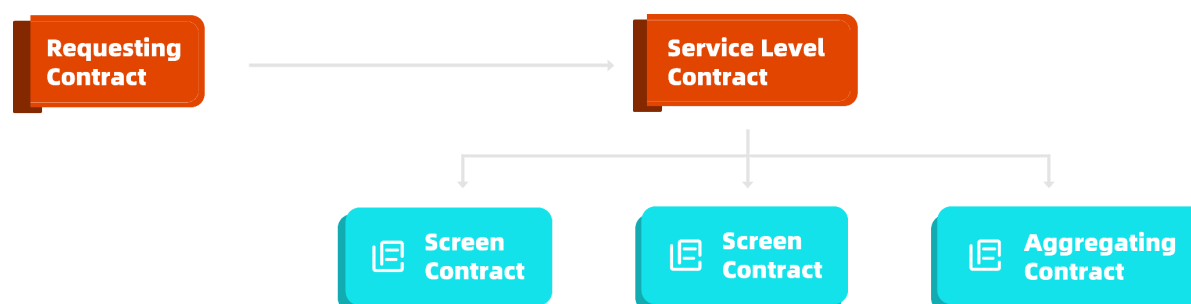 Requesting
Contract
Service Level
Contract
Screen
Contract
Screen
Contract
Aggregating
Contract